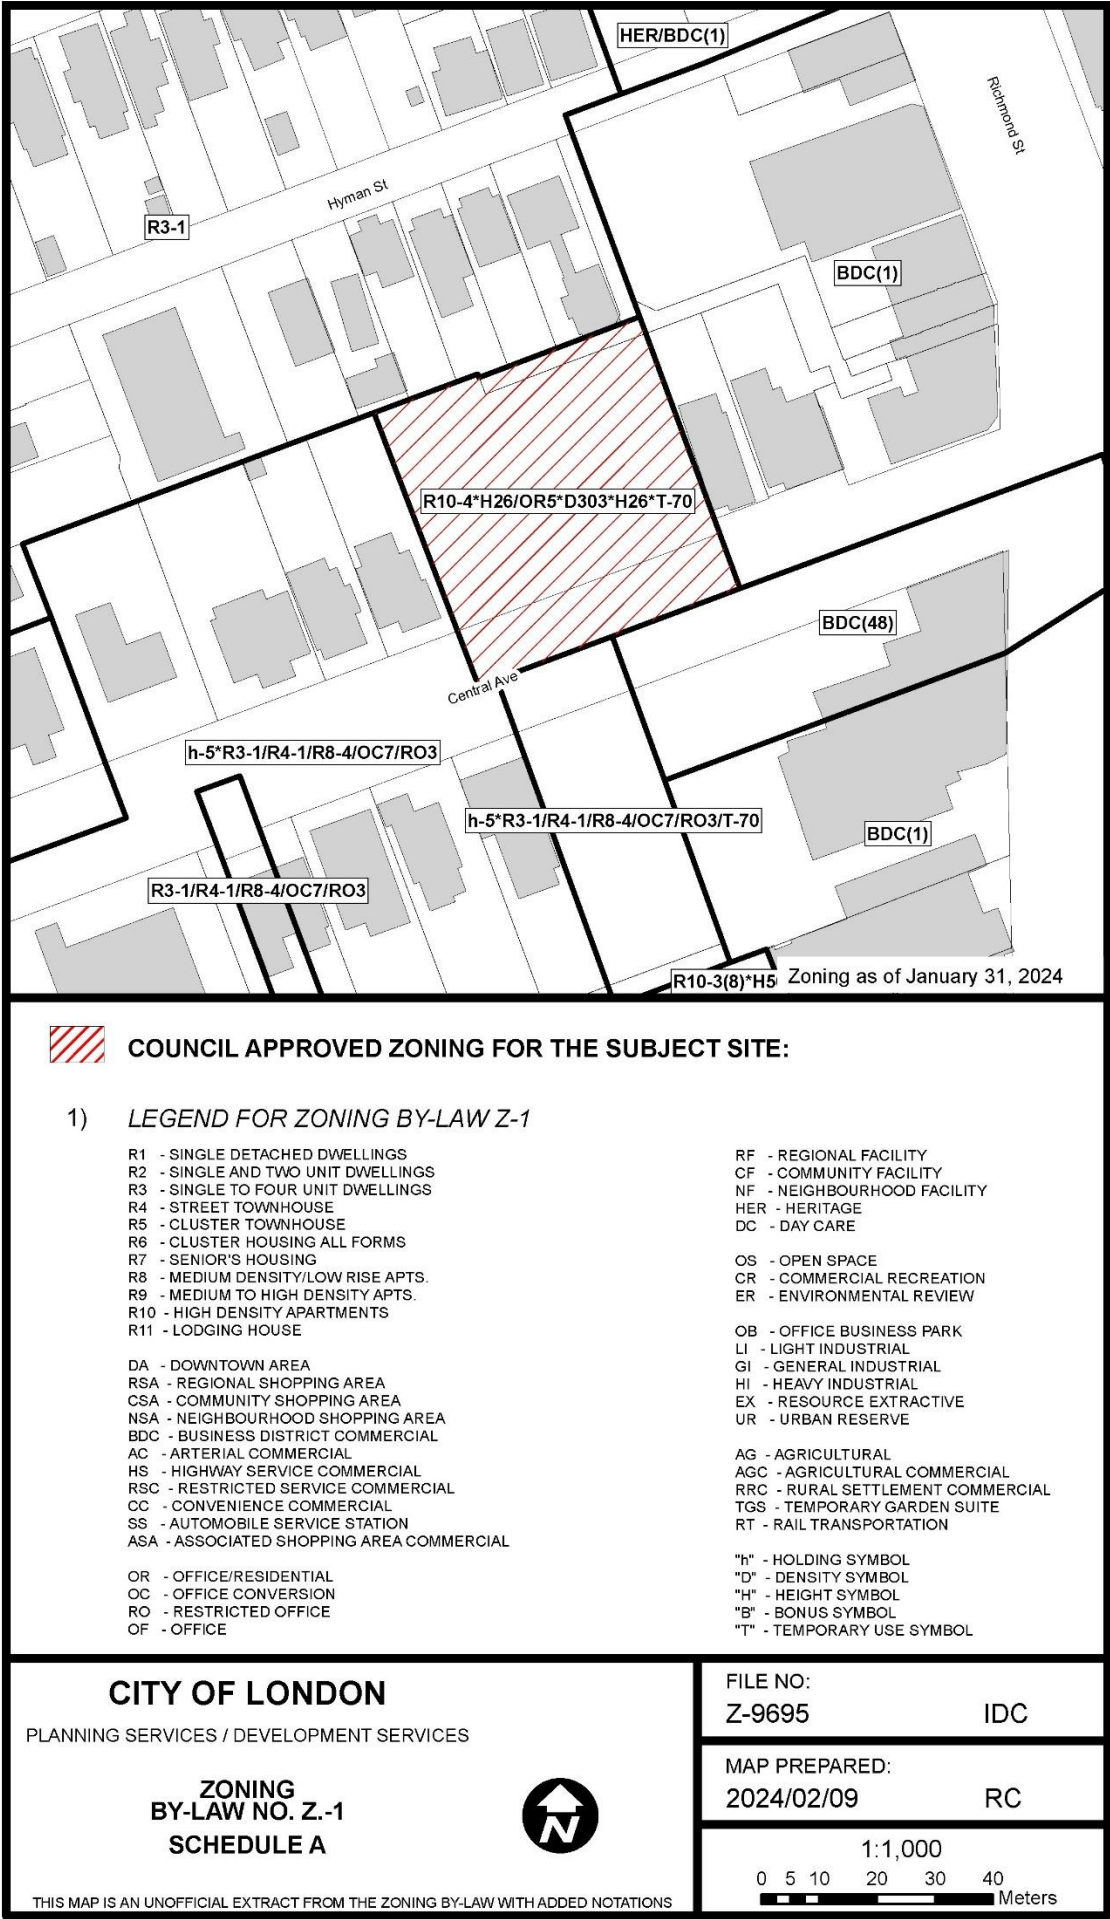 HER/BDC(1)
Richmond St
Hyman St
R3-1
BDC(1)
R10-4*H26/OR5*D303*H26*T-70
BDC(48)
Central Ave
h-5*R3-1/R4-1/R8-4/OC7/RO3
h-5*R3-1/R4-1/R8-4/OC7/RO3/T-70
BDC(1)
R3-1/R4-1/R8-4/OC7/RO3
R10-3(8)*H5
Zoning as of January 31, 2024
COUNCIL APPROVED ZONING FOR THE SUBJECT SITE:
1) LEGEND FOR ZONING BY-LAW Z-1
R1 - SINGLE DETACHED DWELLINGS
R2 - SINGLE AND TWO UNIT DWELLINGS
R3 - SINGLE TO FOUR UNIT DWELLINGS
R4 - STREET TOWNHOUSE
R5 - CLUSTER TOWNHOUSE
R6 - CLUSTER HOUSING ALL FORMS
R7 - SENIOR'S HOUSING
R8 - MEDIUM DENSITY/LOW RISE APTS.
R9 - MEDIUM TO HIGH DENSITY APTS.
R10 - HIGH DENSITY APARTMENTS
R11 - LODGING HOUSE
DA - DOWNTOWN AREA
RSA - REGIONAL SHOPPING AREA
CSA - COMMUNITY SHOPPING AREA
NSA - NEIGHBOURHOOD SHOPPING AREA
BDC - BUSINESS DISTRICT COMMERCIAL
AC - ARTERIAL COMMERCIAL
HS - HIGHWAY SERVICE COMMERCIAL
RSC - RESTRICTED SERVICE COMMERCIAL
CC - CONVENIENCE COMMERCIAL
SS - AUTOMOBILE SERVICE STATION
ASA - ASSOCIATED SHOPPING AREA COMMERCIAL
OR - OFFICE/RESIDENTIAL
OC - OFFICE CONVERSION
RO - RESTRICTED OFFICE
OF - OFFICE
RF - REGIONAL FACILITY
CF - COMMUNITY FACILITY
NF - NEIGHBOURHOOD FACILITY
HER - HERITAGE
DC - DAY CARE
OS - OPEN SPACE
CR - COMMERCIAL RECREATION
ER - ENVIRONMENTAL REVIEW
OB - OFFICE BUSINESS PARK
LI - LIGHT INDUSTRIAL
GI - GENERAL INDUSTRIAL
HI - HEAVY INDUSTRIAL
EX - RESOURCE EXTRACTIVE
UR - URBAN RESERVE
AG - AGRICULTURAL
AGC - AGRICULTURAL COMMERCIAL
RRC - RURAL SETTLEMENT COMMERCIAL
TGS - TEMPORARY GARDEN SUITE
RT - RAIL TRANSPORTATION
"h" - HOLDING SYMBOL
"D" - DENSITY SYMBOL
"H" - HEIGHT SYMBOL
"B" - BONUS SYMBOL
"T" - TEMPORARY USE SYMBOL
CITY OF LONDON
PLANNING SERVICES / DEVELOPMENT SERVICES
ZONING
BY-LAW NO. Z.-1
SCHEDULE A
N
THIS MAP IS AN UNOFFICIAL EXTRACT FROM THE ZONING BY-LAW WITH ADDED NOTATIONS
FILE NO:
Z-9695 IDC
MAP PREPARED:
2024/02/09 RC
1:1,000
0 5 10 20 30 40
Meters